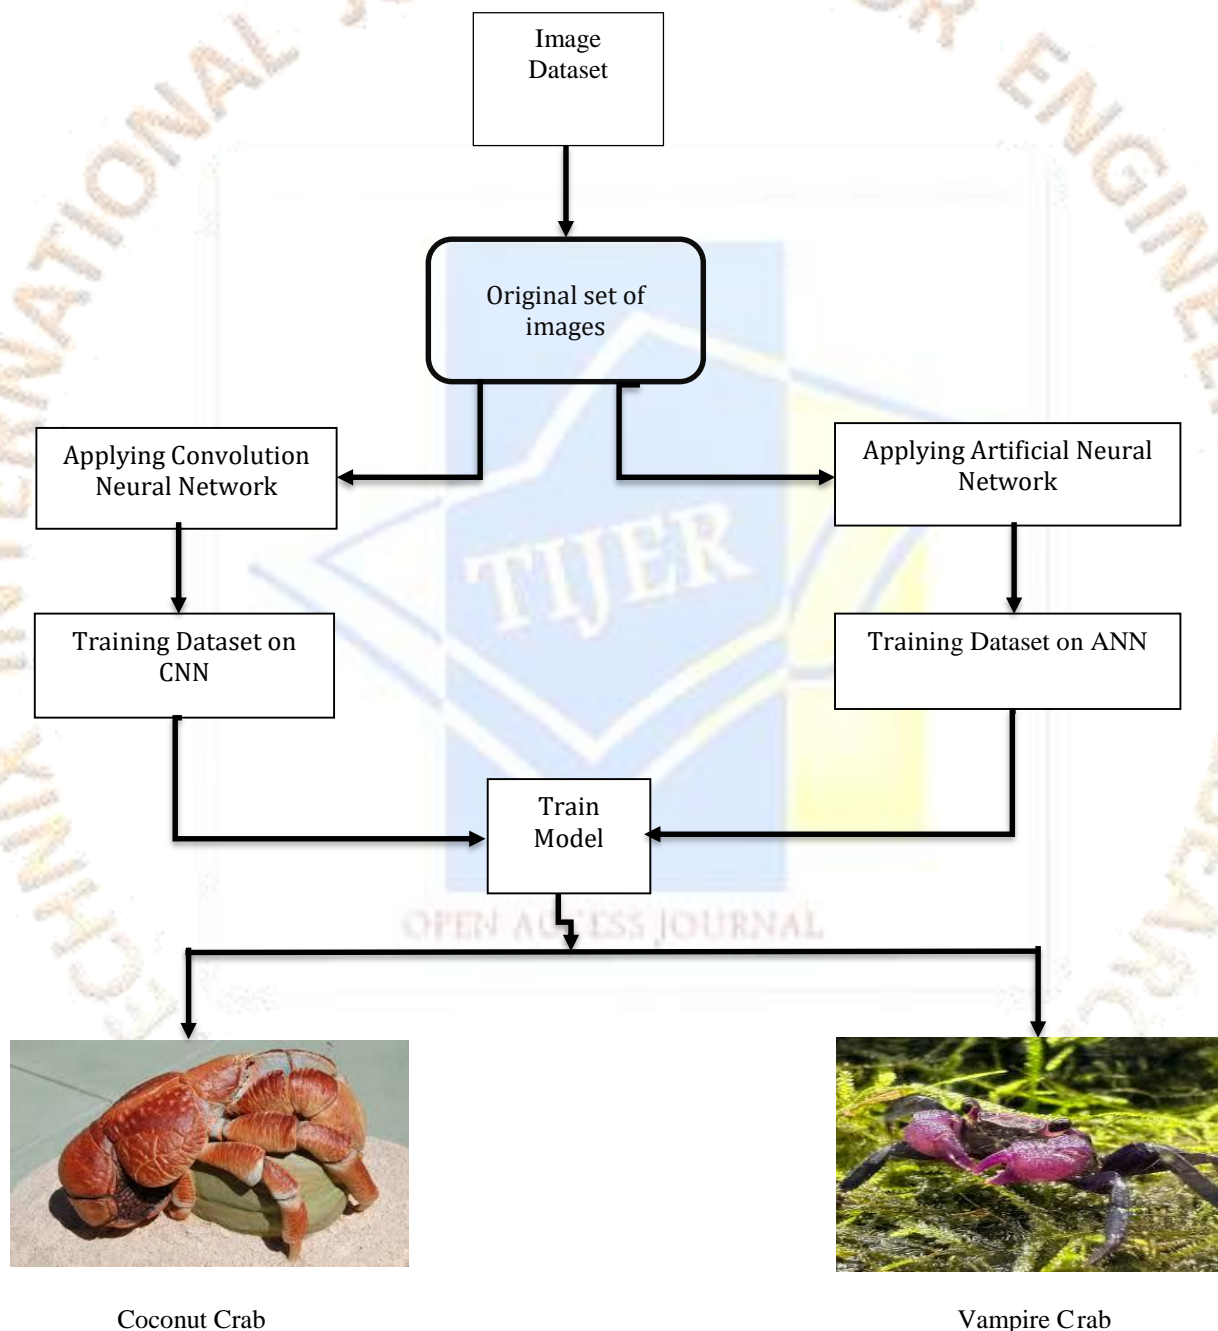 Image
Dataset
Original set of
images
Applying Convolution
Neural Network
Applying Artificial Neural
Network
TIJER
Training Dataset on
CNN
Training Dataset on ANN
Train
Model
OPEN ACCESS JOURNAL
Coconut Crab
Vampire Crab